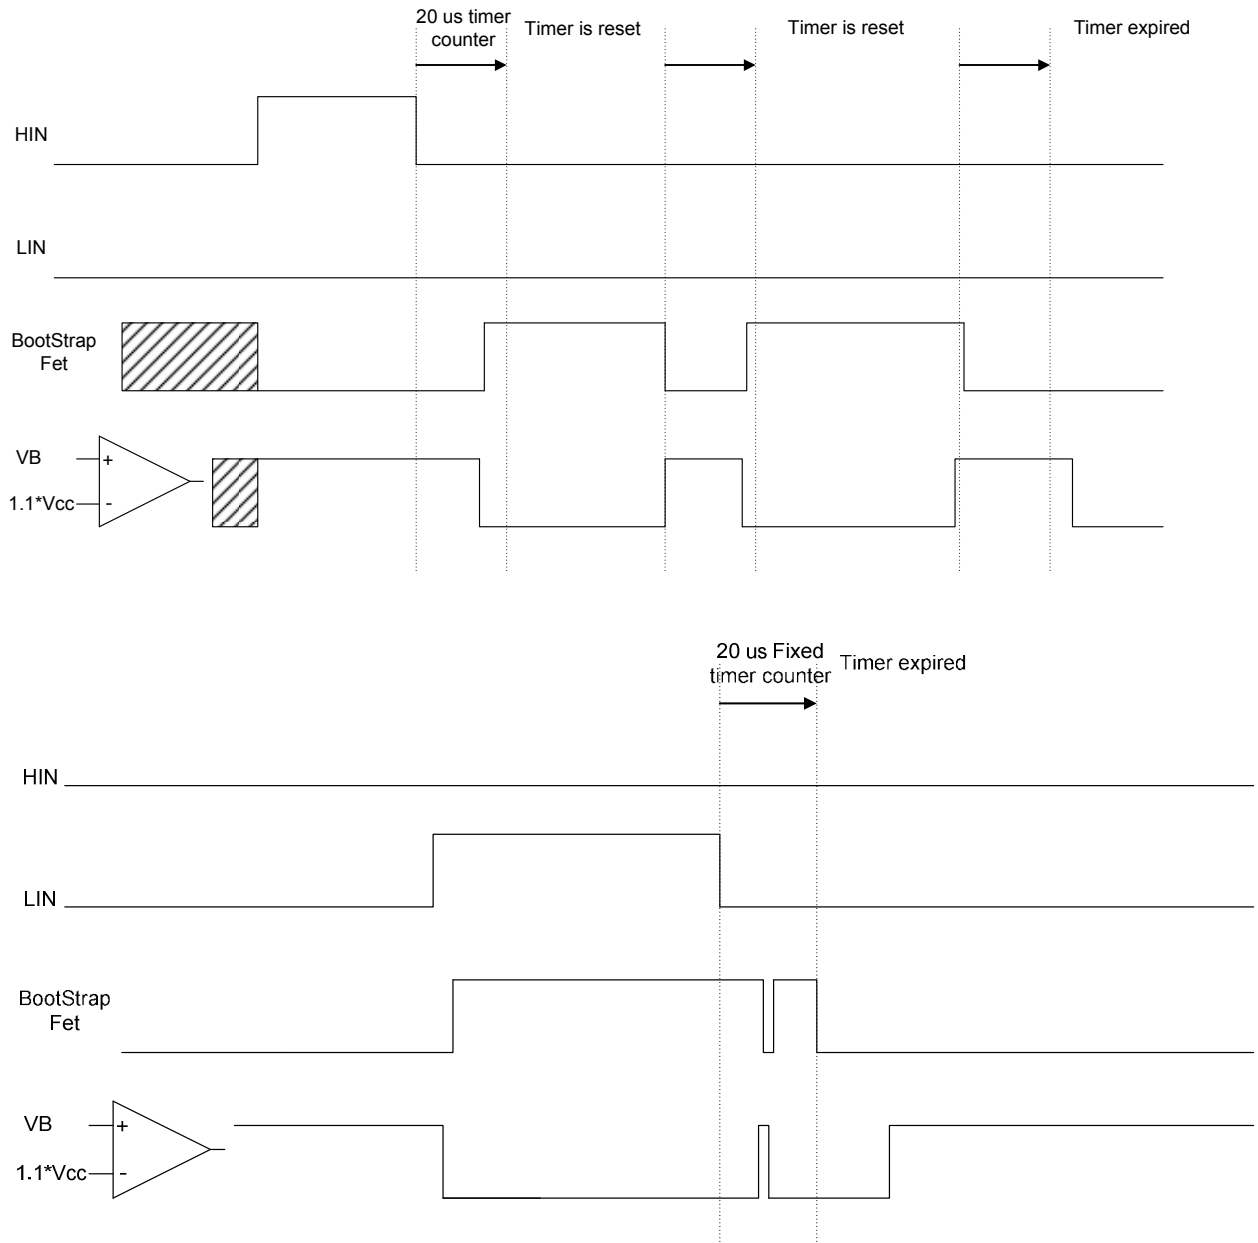 20 us timer
counter
Timer is reset
Timer is reset
Timer expired
HIN
LIN
BootStrap
Fet
VB
+
1.1*Vcc
-
20 us Fixed
timer counter
Timer expired
HIN
LIN
BootStrap
Fet
VB
+
1.1*Vcc
-